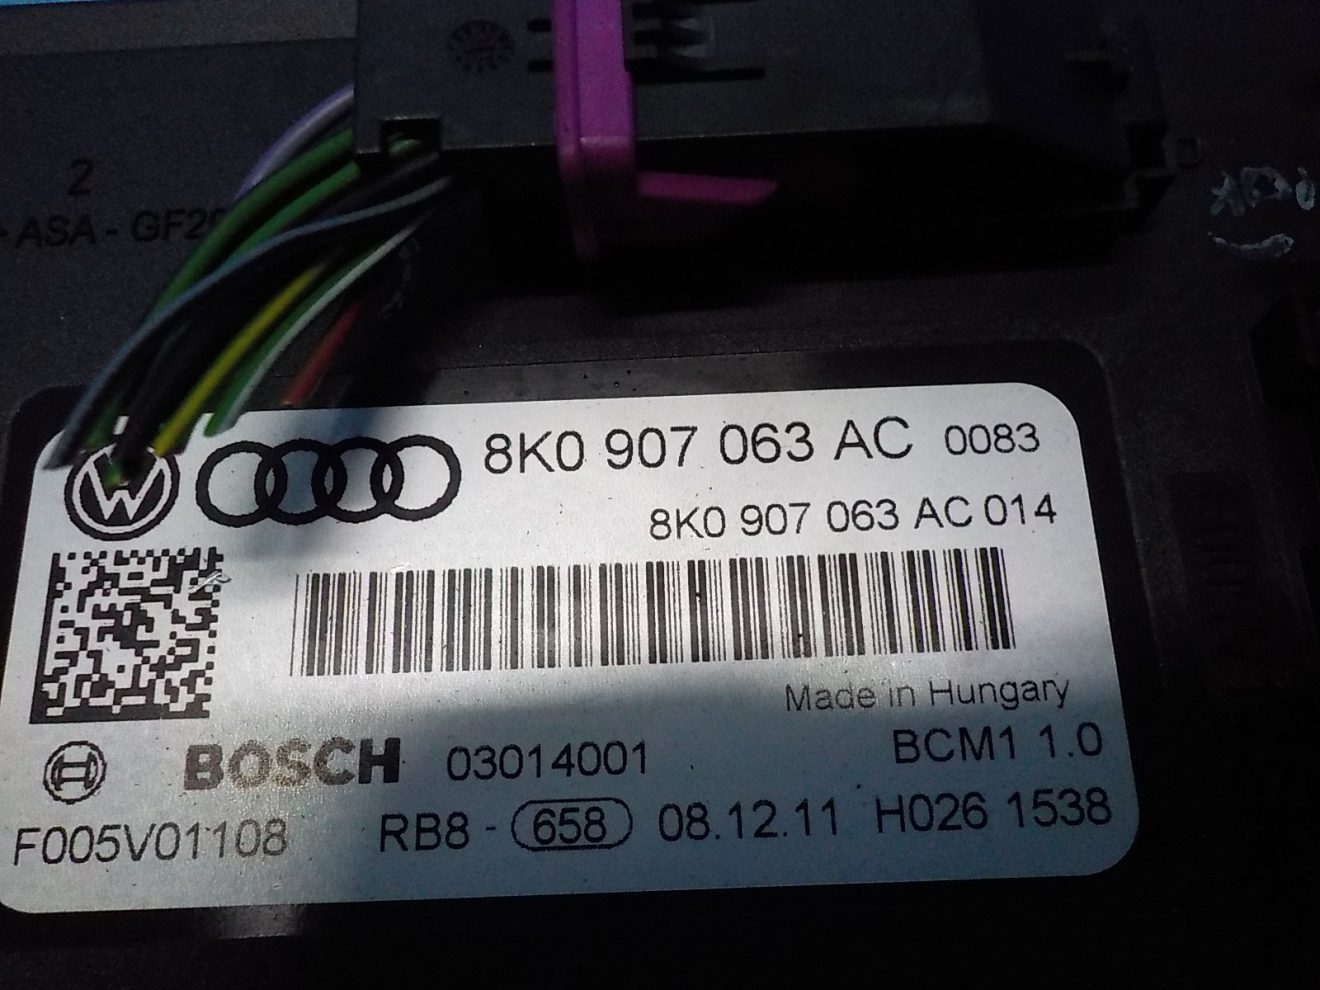 2
ASA - GF20
8K0 907 063 AC 0083
8K0 907 063 AC 014
Made in Hungary
BOSCH 03014001 BCM1 1.0
F005V01108 RB8 - 658 08.12.11 H026 1538